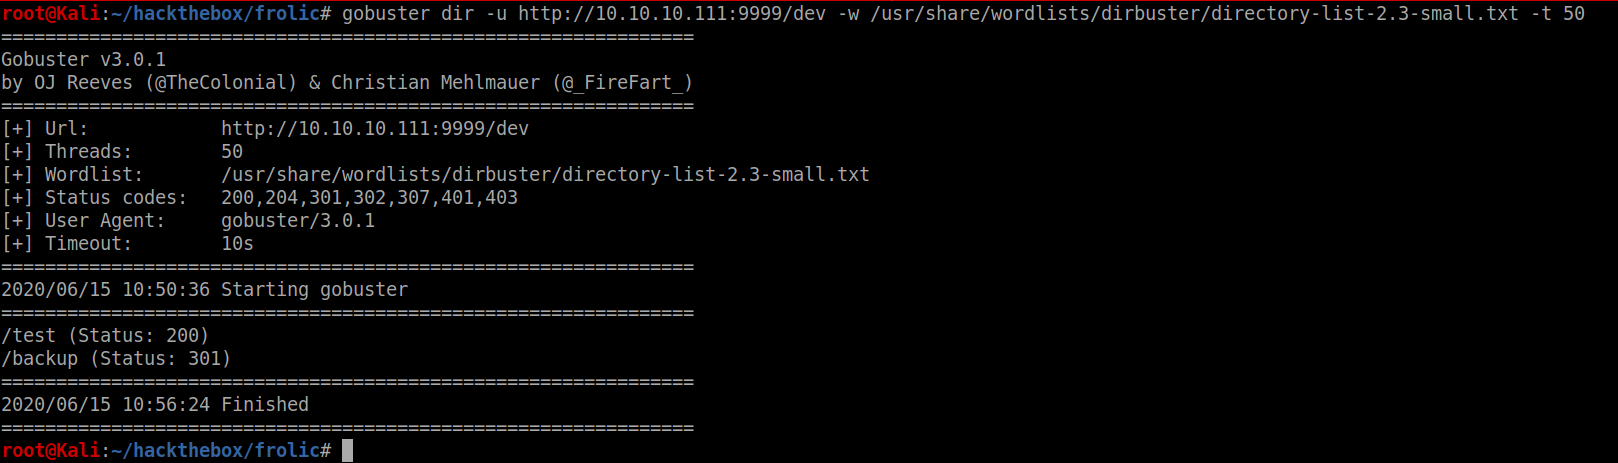 root@Kali:~/hackthebox/frolic# gobuster dir -u http://10.10.10.111:9999/dev -w /usr/share/wordlists/dirbuster/directory-list-2.3-small.txt -t 50
===============================================================
Gobuster v3.0.1
by OJ Reeves (@TheColonial) & Christian Mehlmauer (@_FireFart_)
===============================================================
[+] Url:            http://10.10.10.111:9999/dev
[+] Threads:        50
[+] Wordlist:       /usr/share/wordlists/dirbuster/directory-list-2.3-small.txt
[+] Status codes:   200,204,301,302,307,401,403
[+] User Agent:     gobuster/3.0.1
[+] Timeout:        10s
===============================================================
2020/06/15 10:50:36 Starting gobuster
===============================================================
/test (Status: 200)
/backup (Status: 301)
===============================================================
2020/06/15 10:56:24 Finished
===============================================================
root@Kali:~/hackthebox/frolic#